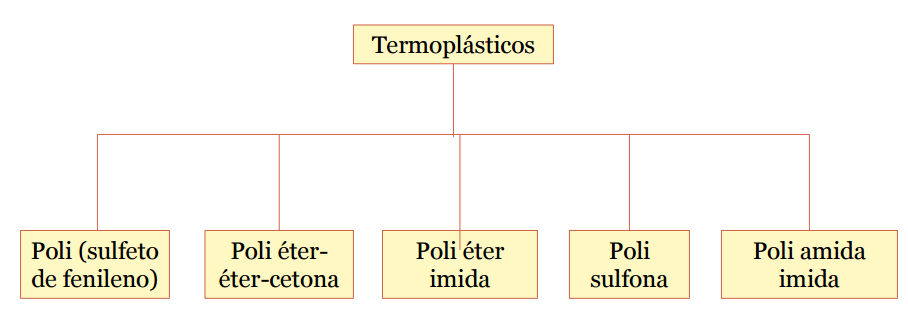 Termoplásticos
Poli (sulfeto
de fenileno)
Poli éter-
éter-cetona
Poli éter
imida
Poli
sulfona
Poli amida
imida